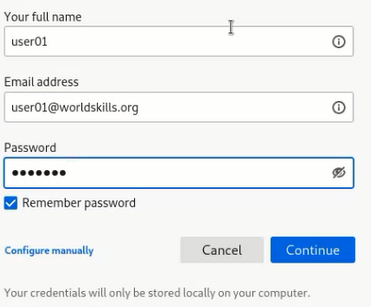 Your full name
user01
Email address
user01@worldskills.org
Password
•••••••
Remember password
Configure manually
Cancel
Continue
Your credentials will only be stored locally on your computer.